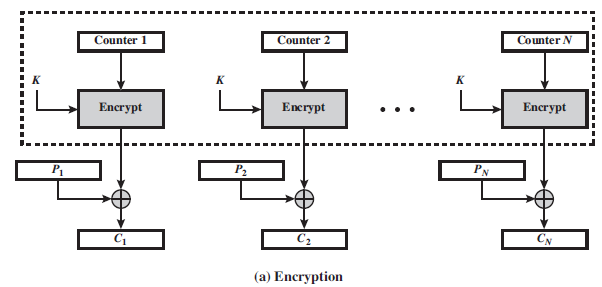 Counter 1 Counter 2 Counter N
K K K
Encrypt Encrypt • • • Encrypt
P1 P2 PN
C1 C2 CN
(a) Encryption